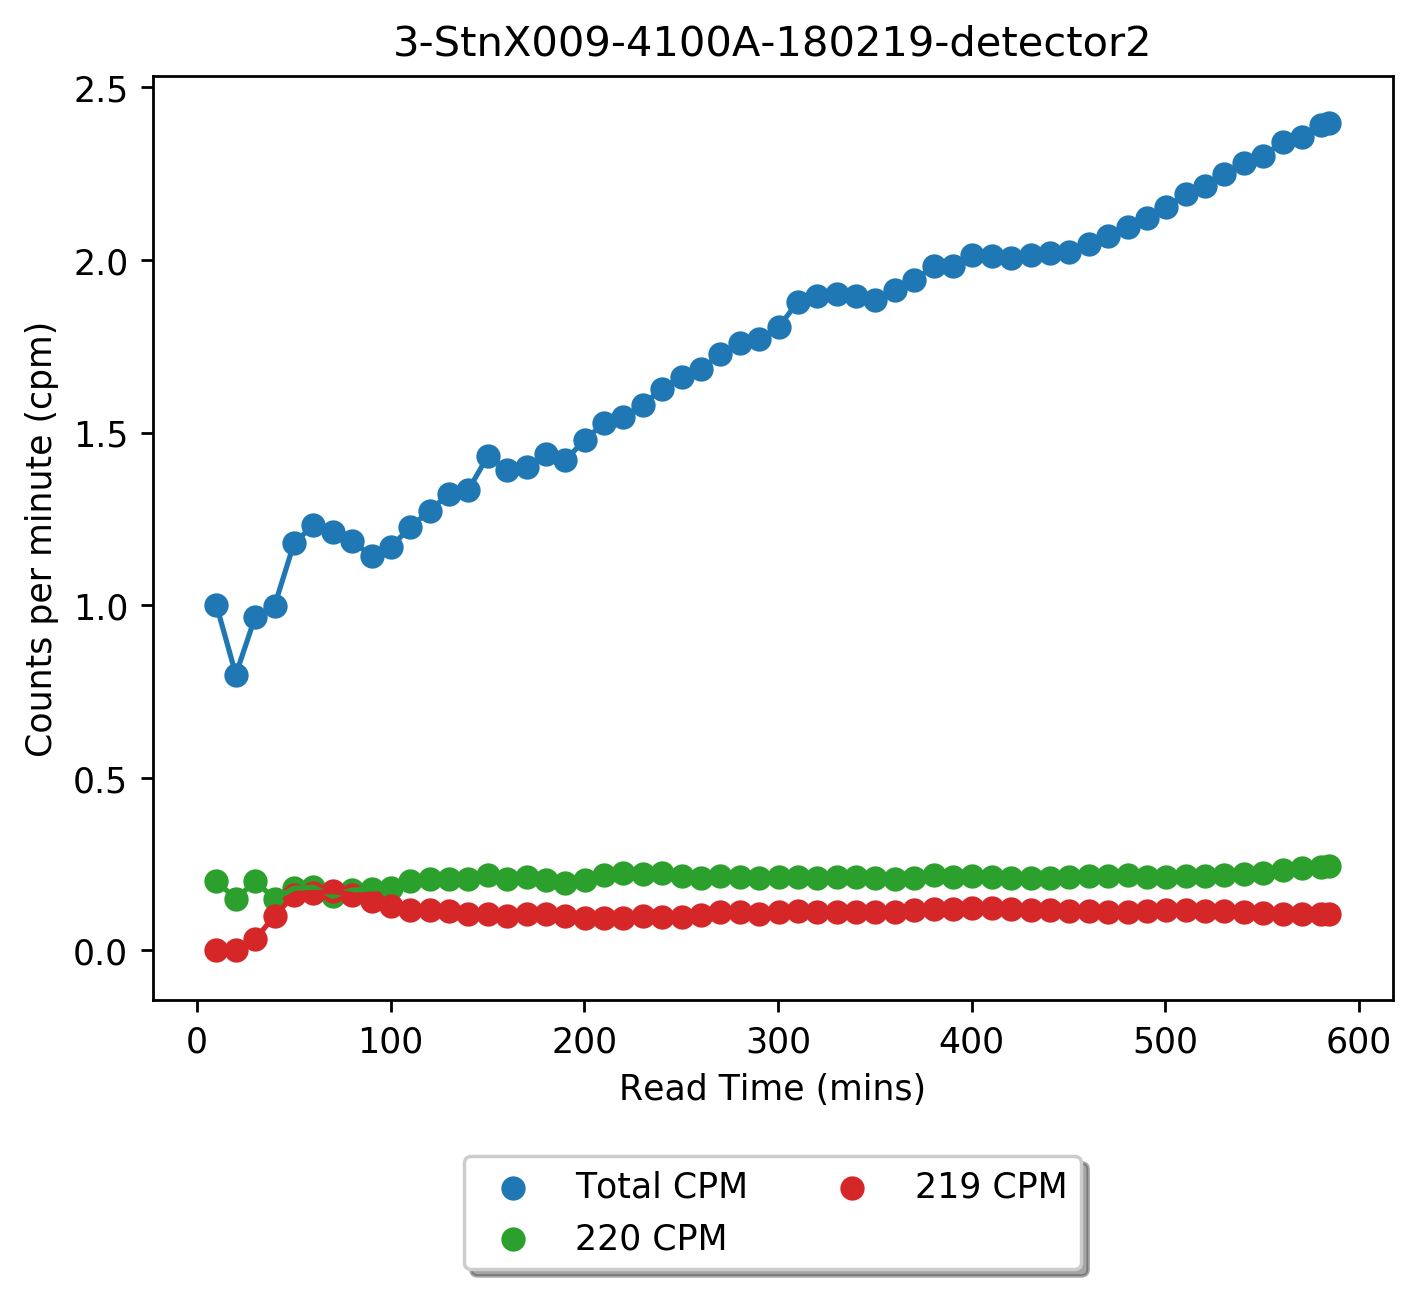 3-StnX009-4100A-180219-detector2
2.5
2.0
1.5
1.0
0.5
0.0
Counts per minute (cpm)
0 100 200 300 400 500 600
Read Time (mins)
Total CPM 219 CPM
220 CPM